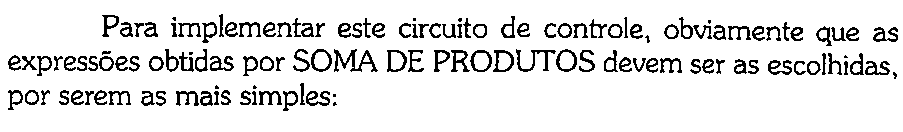 Para implementar este circuito de controle, obviamente que as
expressões obtidas por SOMA DE PRODUTOS devem ser as escolhidas,
por serem as mais simples: